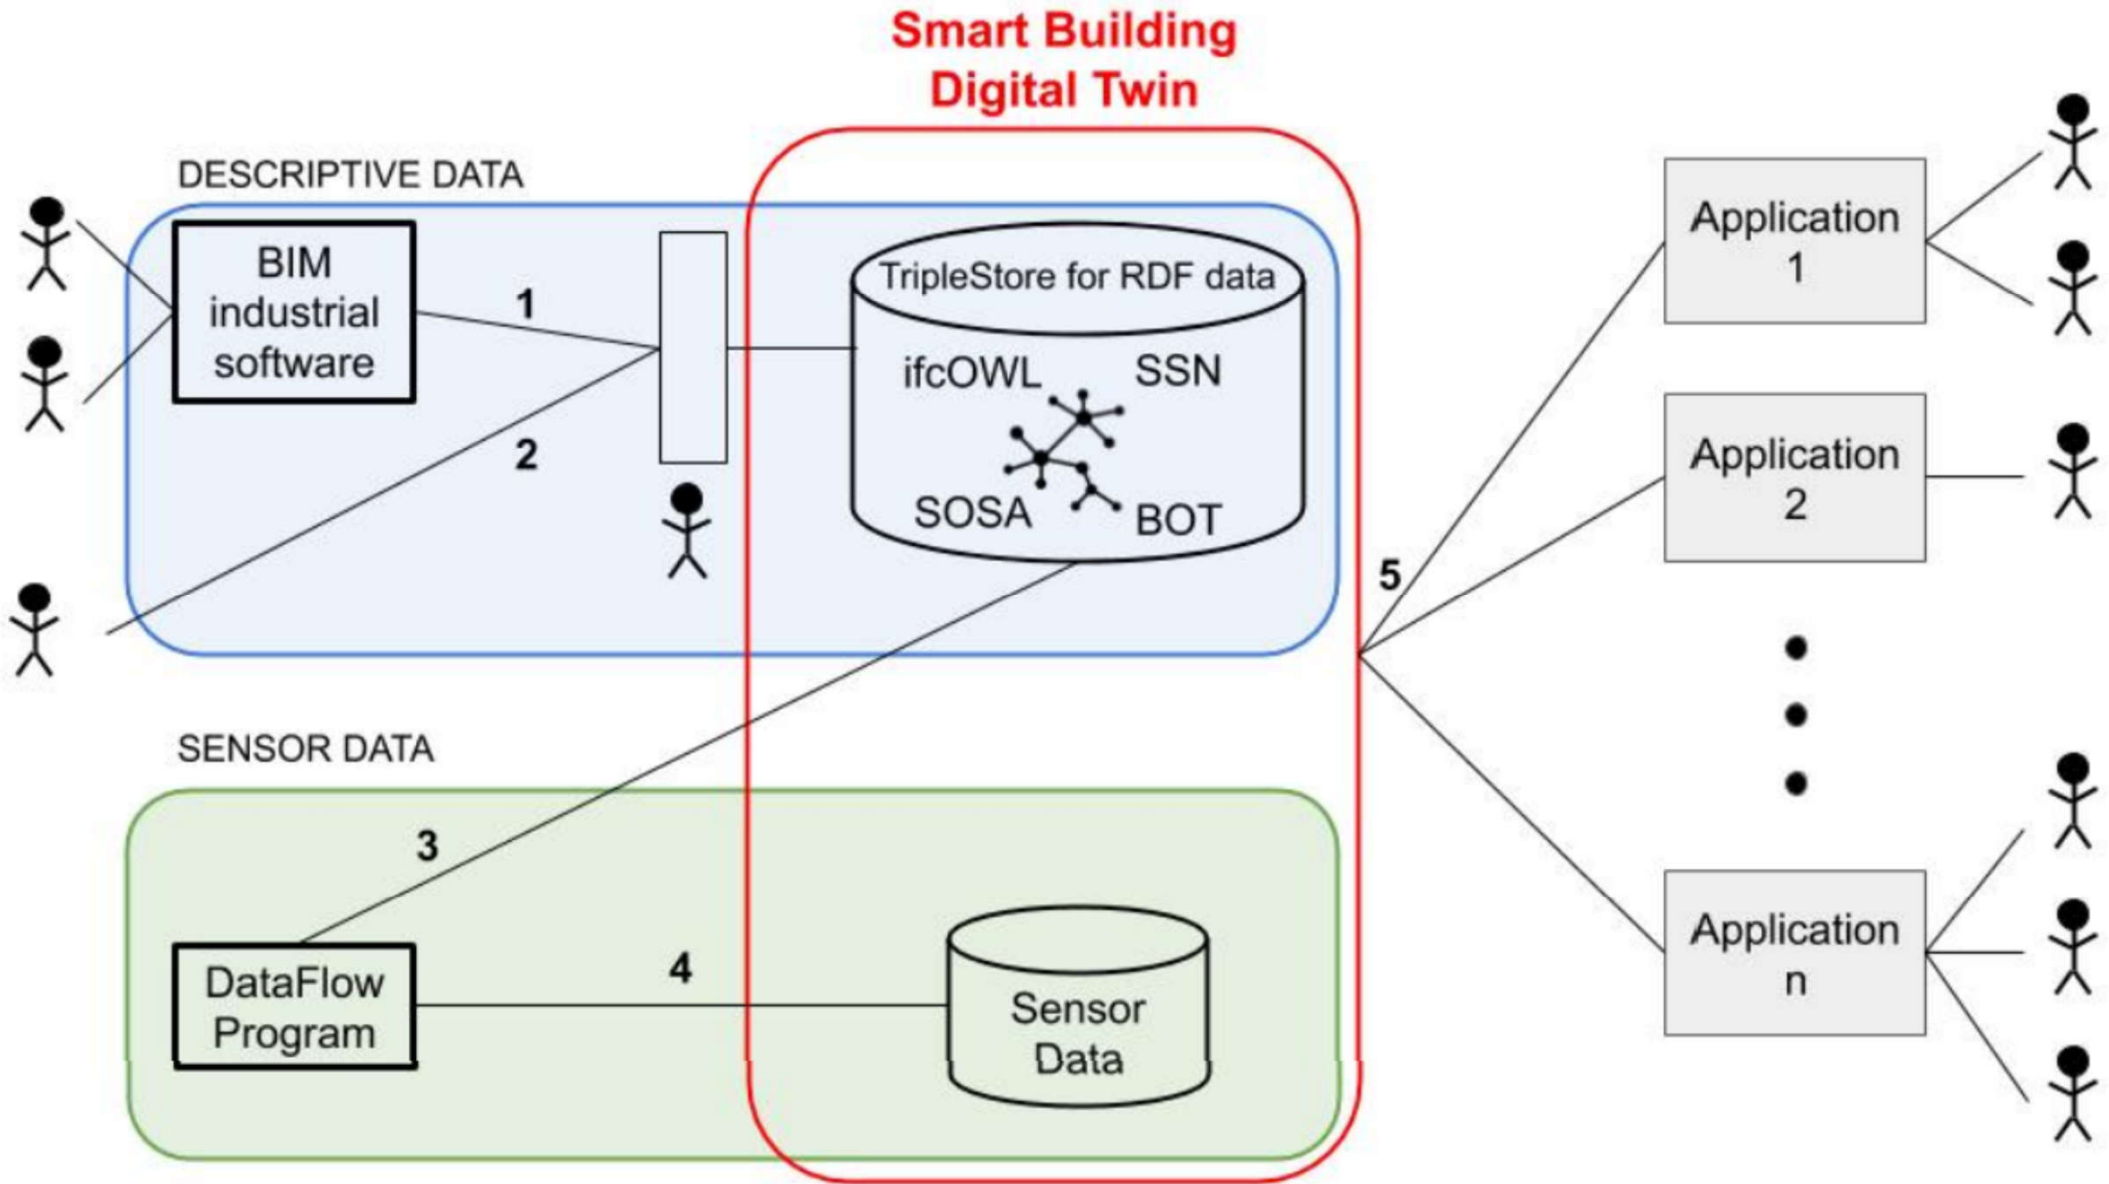 Smart Building
Digital Twin
DESCRIPTIVE DATA
BIM
industrial
software
1
2
TripleStore for RDF data
ifcOWL
SSN
SOSA
BOT
SENSOR DATA
3
DataFlow
Program
4
Sensor
Data
5
Application
1
Application
2
Application
n